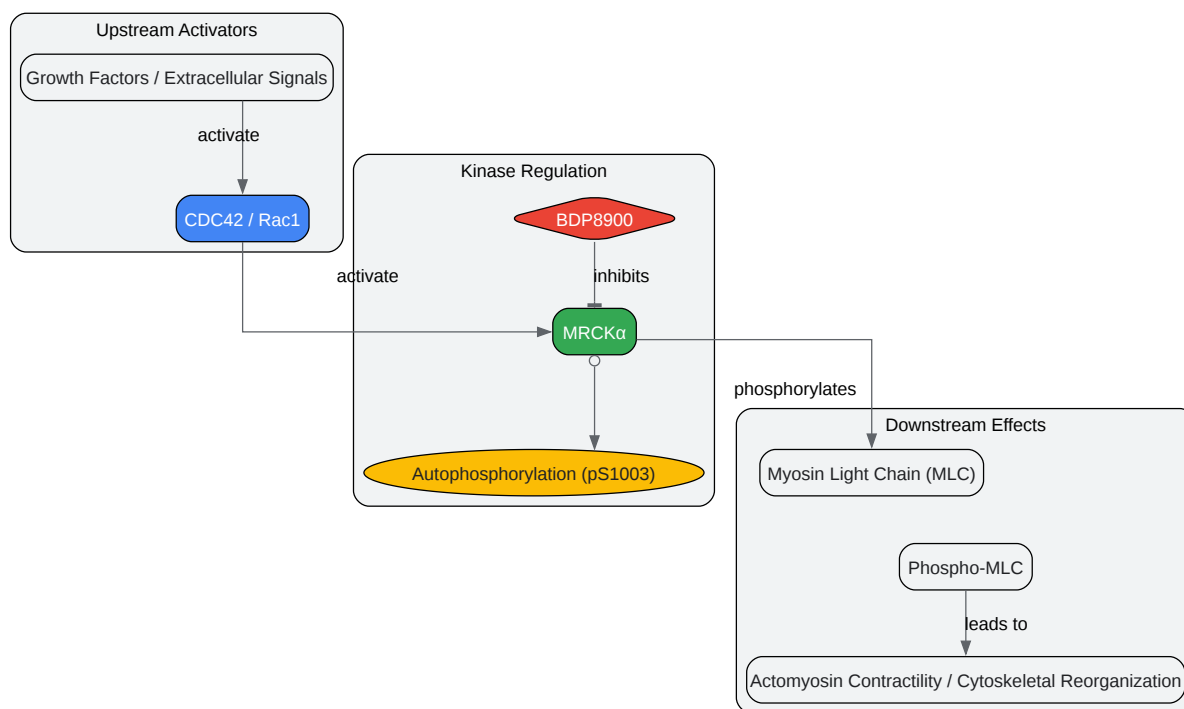 Upstream Activators
Growth Factors / Extracellular Signals
activate
CDC42 / Rac1
activate
Kinase Regulation
BDP8900
inhibits
MRCKα
Autophosphorylation (pS1003)
phosphorylates
Downstream Effects
Myosin Light Chain (MLC)
Phospho-MLC
leads to
Actomyosin Contractility / Cytoskeletal Reorganization